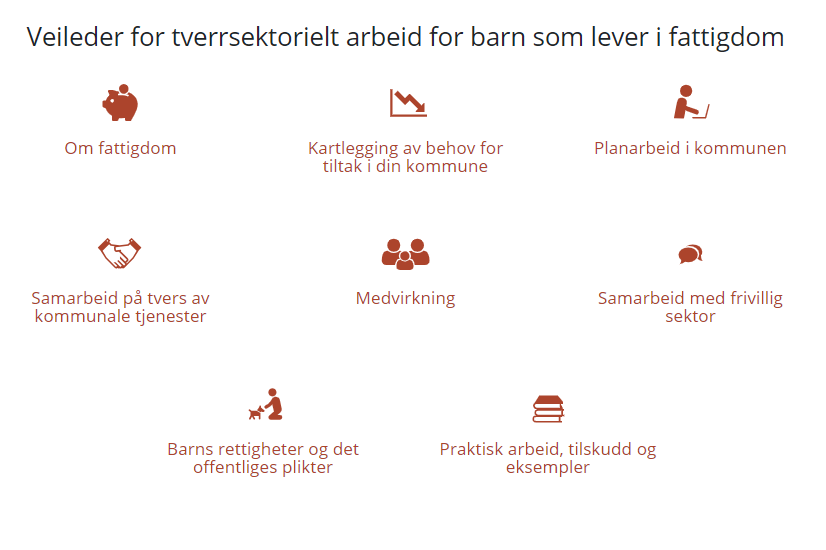 Veileder for tverrsektorielt arbeid for barn som lever i fattigdom
Om fattigdom
Kartlegging av behov for
tiltak i din kommune
Planarbeid i kommunen
Samarbeid på tvers av
kommunale tjenester
Medvirkning
Samarbeid med frivillig
sektor
Barns rettigheter og det
offentliges plikter
Praktisk arbeid, tilskudd og
eksempler